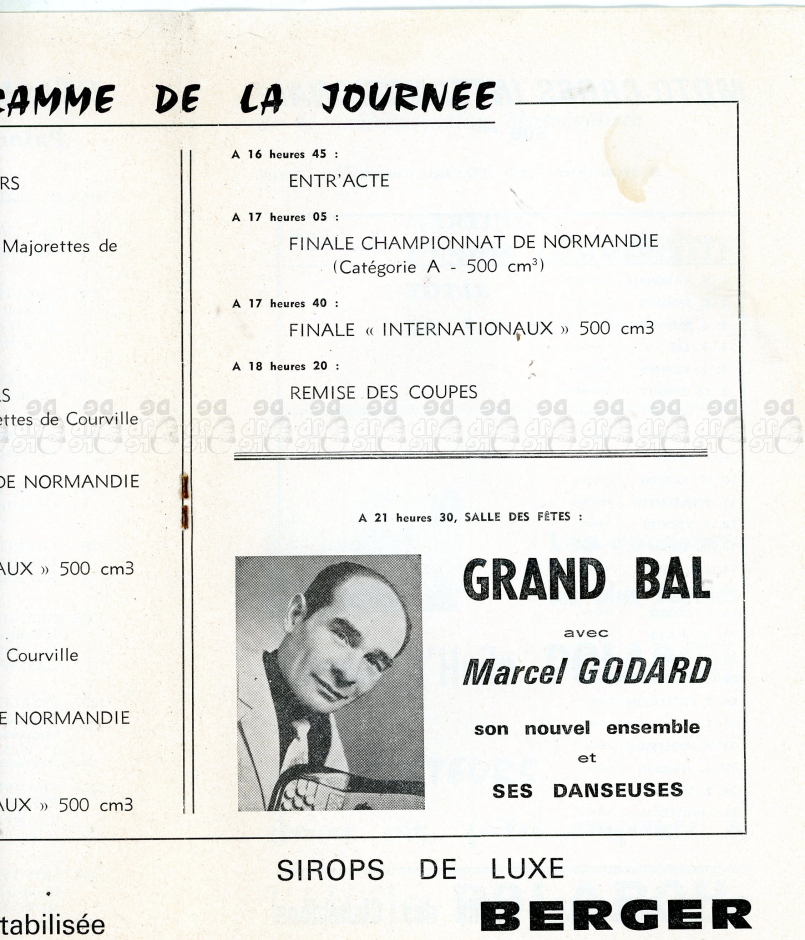 RAMME DE LA JOURNÉE
RS
Majorettes de
ettes de Courville
DE NORMANDIE
AUX » 500 cm3
Courville
E NORMANDIE
AUX » 500 cm3
A 16 heures 45 :
ENTR'ACTE
A 17 heures 05 :
FINALE CHAMPIONNAT DE NORMANDIE
(Catégorie A - 500 cm³)
A 17 heures 40 :
FINALE « INTERNATIONAUX » 500 cm3
A 18 heures 20 :
REMISE DES COUPES
A 21 heures 30, SALLE DES FÊTES :
GRAND BAL
avec
Marcel GODARD
son nouvel ensemble
et
SES DANSEUSES
SIROPS DE LUXE
tabilisée
BERGER